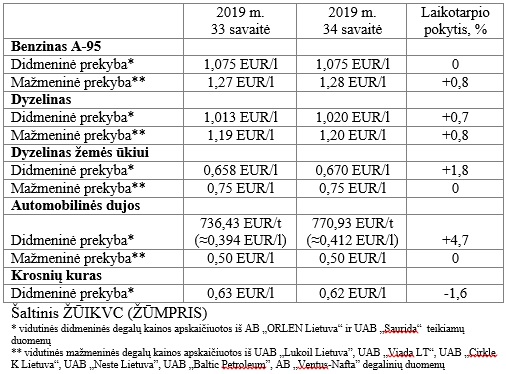 2019 m. 2019 m. Laikotarpio
33 savaitė 34 savaitė pokytis, %
Benzinas A-95
Didmeninė prekyba* 1,075 EUR/l 1,075 EUR/l 0
Mažmeninė prekyba** 1,27 EUR/l 1,28 EUR/l +0,8
Dyzelinas
Didmeninė prekyba* 1,013 EUR/l 1,020 EUR/l +0,7
Mažmeninė prekyba** 1,19 EUR/l 1,20 EUR/l +0,8
Dyzelinas žemės ūkiui
Didmeninė prekyba* 0,658 EUR/l 0,670 EUR/l +1,8
Mažmeninė prekyba** 0,75 EUR/l 0,75 EUR/l 0
Automobilinės dujos
736,43 EUR/t 770,93 EUR/t
Didmeninė prekyba* (≈0,394 EUR/l) (≈0,412 EUR/l) +4,7
Mažmeninė prekyba** 0,50 EUR/l 0,50 EUR/l 0
Krosnių kuras
Didmeninė prekyba* 0,63 EUR/l 0,62 EUR/l -1,6
Šaltinis ŽŪIKVC (ŽŪMPRIS)
* vidutinės didmeninės degalų kainos apskaičiuotos iš AB „ORLEN Lietuva“ ir UAB „Saurida“ teikiamų
duomenų
** vidutinės mažmeninės degalų kainos apskaičiuotos iš UAB „Lukoil Lietuva”, UAB „Viada LT“, UAB „Cirkle
K Lietuva“, UAB „Neste Lietuva”, UAB „Baltic Petroleum”, AB „Ventus-Nafta” degalinių duomenų